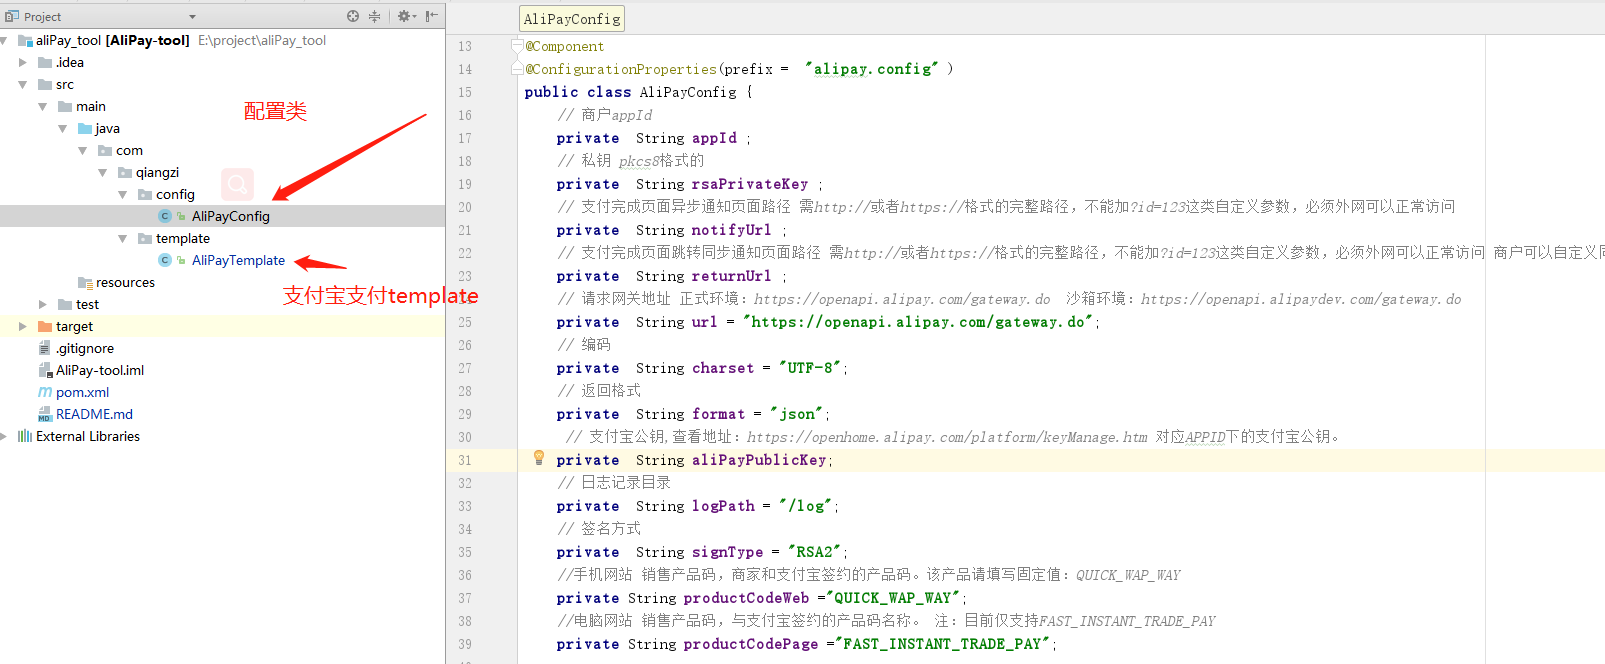 Project
aliPay_tool [AliPay-tool] E:\project\aliPay_tool
.idea
src
main
java
com
qiangzi
config
AliPayConfig
template
AliPayTemplate
resources
test
target
.gitignore
AliPay-tool.iml
pom.xml
README.md
External Libraries
配置类
支付宝支付template
AliPayConfig
13 @Component
14 @ConfigurationProperties(prefix = "alipay.config" )
15 public class AliPayConfig {
16 // 商户appId
17 private String appId ;
18 // 私钥 pkcs8格式的
19 private String rsaPrivateKey ;
20 // 支付完成页面异步通知页面路径 需http://或者https://格式的完整路径，不能加?id=123这类自定义参数，必须外网可以正常访问
21 private String notifyUrl ;
22 // 支付完成页面跳转同步通知页面路径 需http://或者https://格式的完整路径，不能加?id=123这类自定义参数，必须外网可以正常访问 商户可以自定义同
23 private String returnUrl ;
// 请求网关地址 正式环境：https://openapi.alipay.com/gateway.do 沙箱环境：https://openapi.alipaydev.com/gateway.do
25 private String url = "https://openapi.alipay.com/gateway.do";
26 // 编码
27 private String charset = "UTF-8";
28 // 返回格式
29 private String format = "json";
30 // 支付宝公钥,查看地址：https://openhome.alipay.com/platform/keyManage.htm 对应APPID下的支付宝公钥。
31 private String aliPayPublicKey;
32 // 日志记录目录
33 private String logPath = "/log";
34 // 签名方式
35 private String signType = "RSA2";
36 //手机网站 销售产品码，商家和支付宝签约的产品码。该产品请填写固定值：QUICK_WAP_WAY
37 private String productCodeWeb ="QUICK_WAP_WAY";
38 //电脑网站 销售产品码，与支付宝签约的产品码名称。 注：目前仅支持FAST_INSTANT_TRADE_PAY
39 private String productCodePage ="FAST_INSTANT_TRADE_PAY";